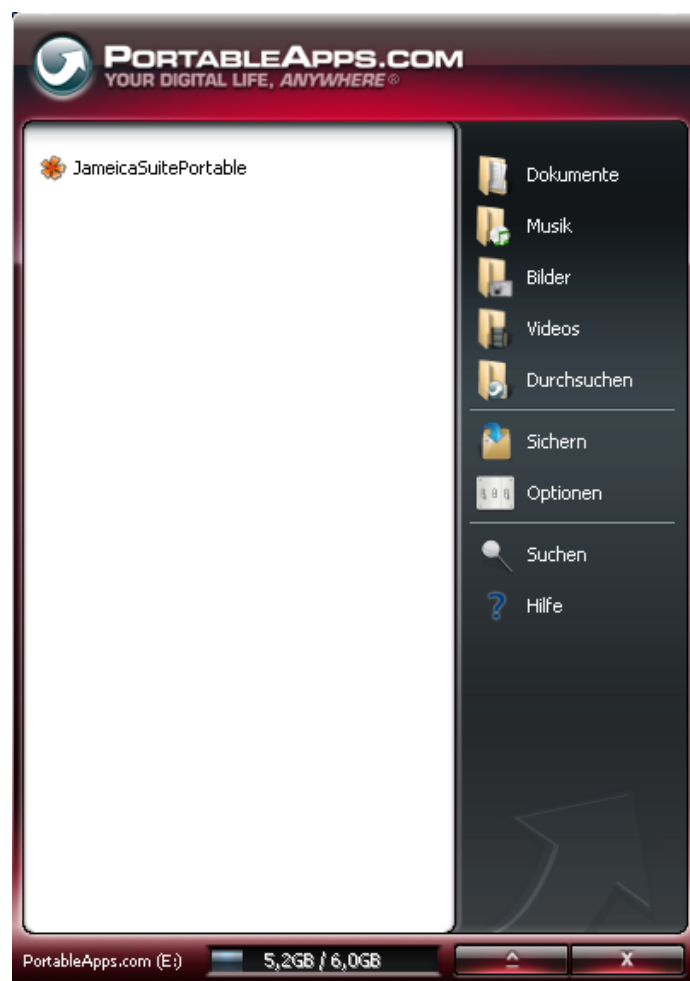 PORTABLEAPPS.COM
YOUR DIGITAL LIFE, ANYWHERE®
JameicaSuitePortable
Dokumente
Musik
Bilder
Videos
Durchsuchen
Sichern
Optionen
Suchen
Hilfe
PortableApps.com (E:) 5,2GB / 6,0GB